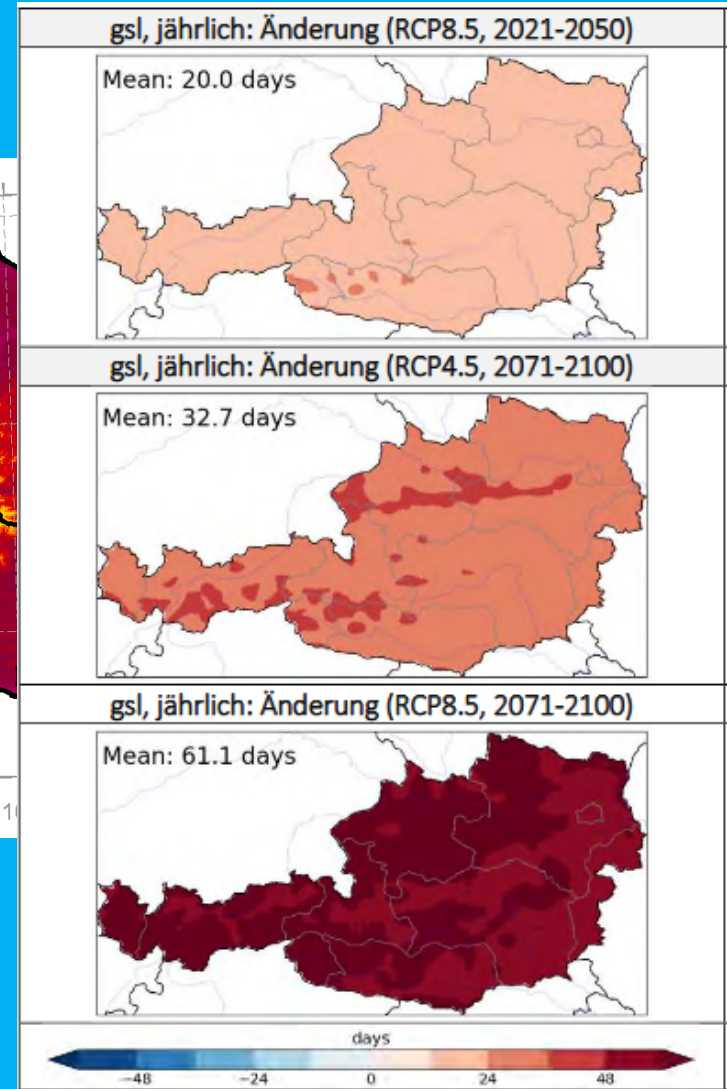 gsl, jährlich: Änderung (RCP8.5, 2021-2050)
Mean: 20.0 days
gsl, jährlich: Änderung (RCP4.5, 2071-2100)
Mean: 32.7 days
gsl, jährlich: Änderung (RCP8.5, 2071-2100)
Mean: 61.1 days
days
−48 −24 0 24 48